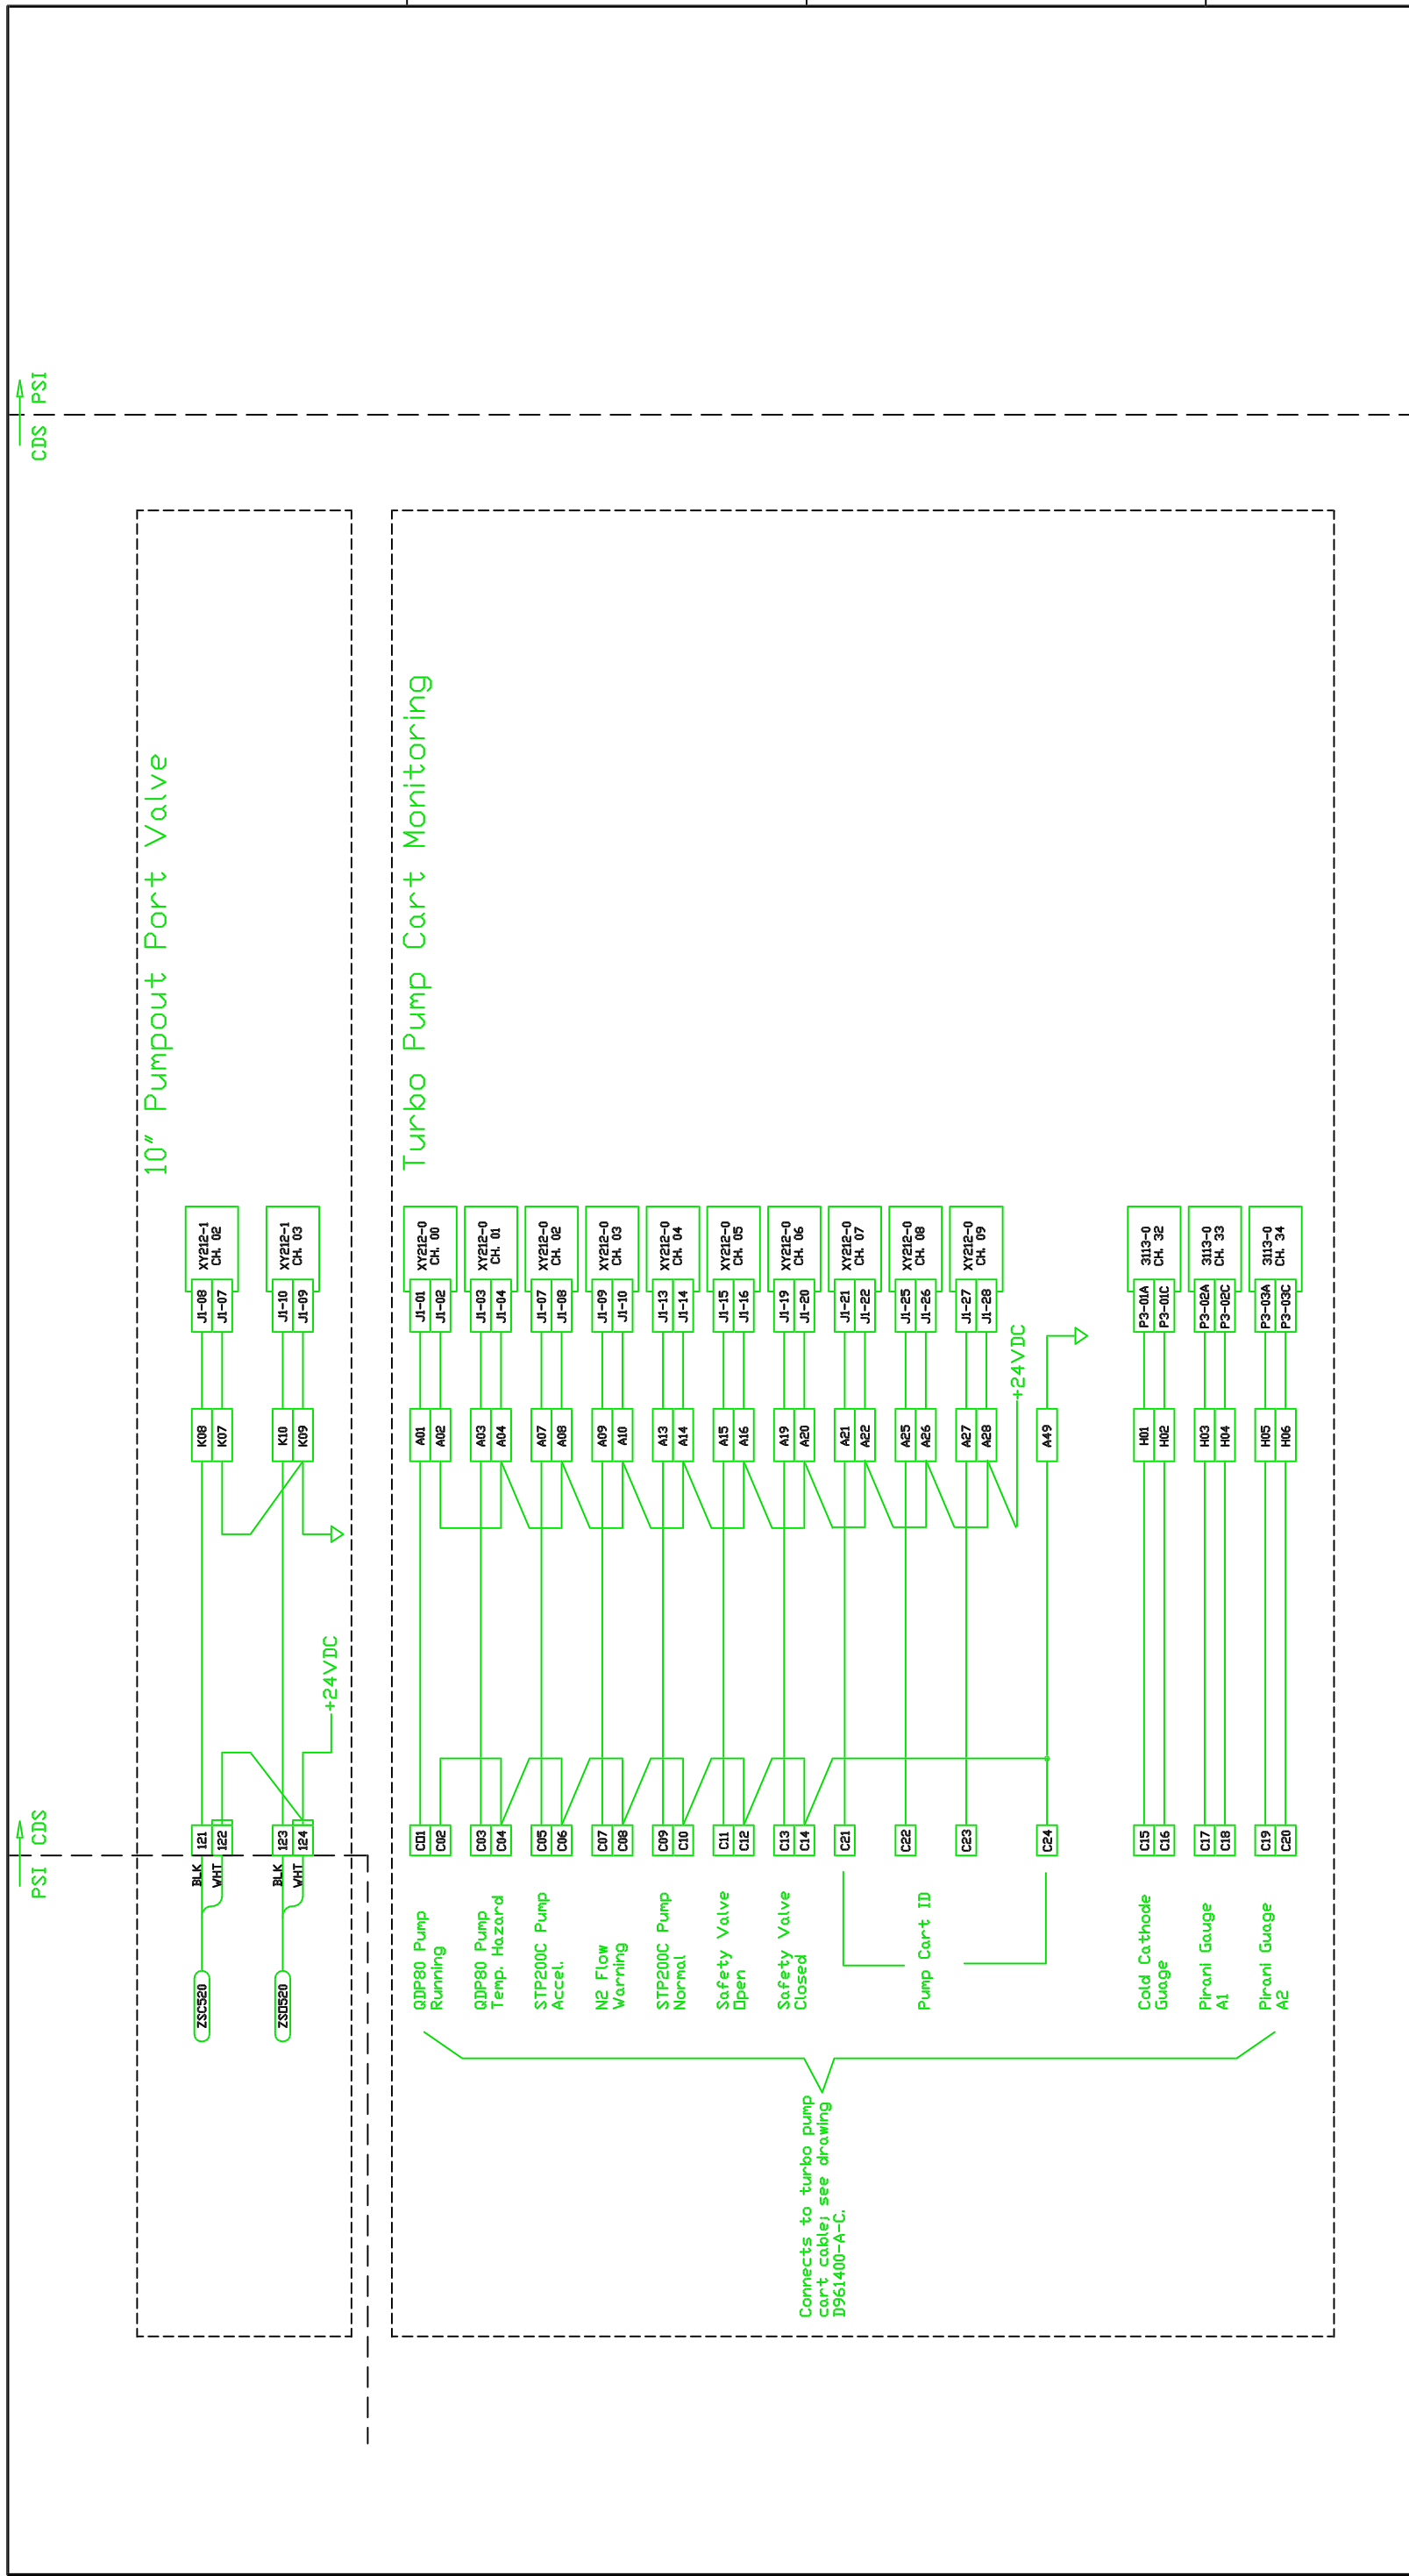 PSI CDS
CDS PSI
10" Pumpout Port Valve
ZSC520
BLK
WHT
121
122
K08
K07
J1-08
J1-07
XY212-1
CH. 02
ZSO520
BLK
WHT
123
124
K10
K09
J1-10
J1-09
XY212-1
CH. 03
+24VDC
Turbo Pump Cart Monitoring
QDP80 Pump
Running
C01
C02
A01
A02
J1-01
J1-02
XY212-0
CH. 00
QDP80 Pump
Temp. Hazard
C03
C04
A03
A04
J1-03
J1-04
XY212-0
CH. 01
STP200C Pump
Accel.
C05
C06
A07
A08
J1-07
J1-08
XY212-0
CH. 02
N2 Flow
Warning
C07
C08
A09
A10
J1-09
J1-10
XY212-0
CH. 03
STP200C Pump
Normal
C09
C10
A13
A14
J1-13
J1-14
XY212-0
CH. 04
Safety Valve
Open
C11
C12
A15
A16
J1-15
J1-16
XY212-0
CH. 05
Safety Valve
Closed
C13
C14
A19
A20
J1-19
J1-20
XY212-0
CH. 06
Connects to turbo pump
cart cable; see drawing
D961400-A-C.
C21
A21
A22
J1-21
J1-22
XY212-0
CH. 07
Pump Cart ID
C22
A25
A26
J1-25
J1-26
XY212-0
CH. 08
C23
A27
A28
J1-27
J1-28
XY212-0
CH. 09
+24VDC
C24
A49
Cold Cathode
Guage
C15
C16
H01
H02
P3-01A
P3-01C
3113-0
CH. 32
Pirani Gauge
A1
C17
C18
H03
H04
P3-02A
P3-02C
3113-0
CH. 33
Pirani Guage
A2
C19
C20
H05
H06
P3-03A
P3-03C
3113-0
CH. 34